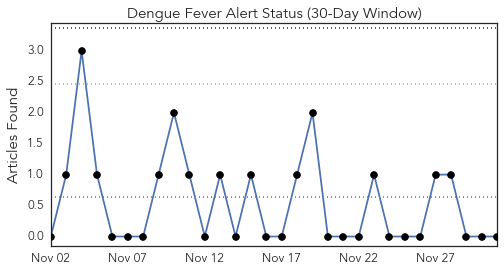 Dengue Fever Alert Status (30-Day Window)
Articles Found
3.0
2.5
2.0
1.5
1.0
0.5
0.0
Nov 02 Nov 07 Nov 12 Nov 17 Nov 22 Nov 27